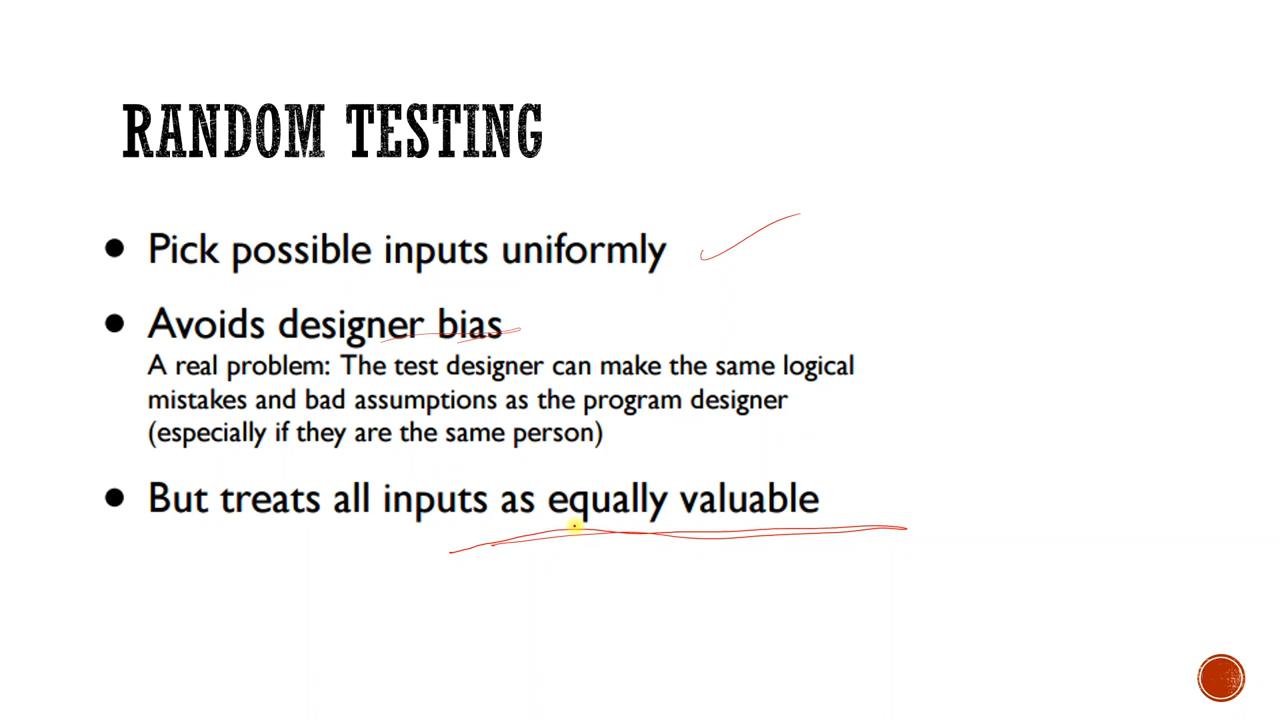 RANDOM TESTING
• Pick possible inputs uniformly
• Avoids designer bias
A real problem: The test designer can make the same logical
mistakes and bad assumptions as the program designer
(especially if they are the same person)
• But treats all inputs as equally valuable